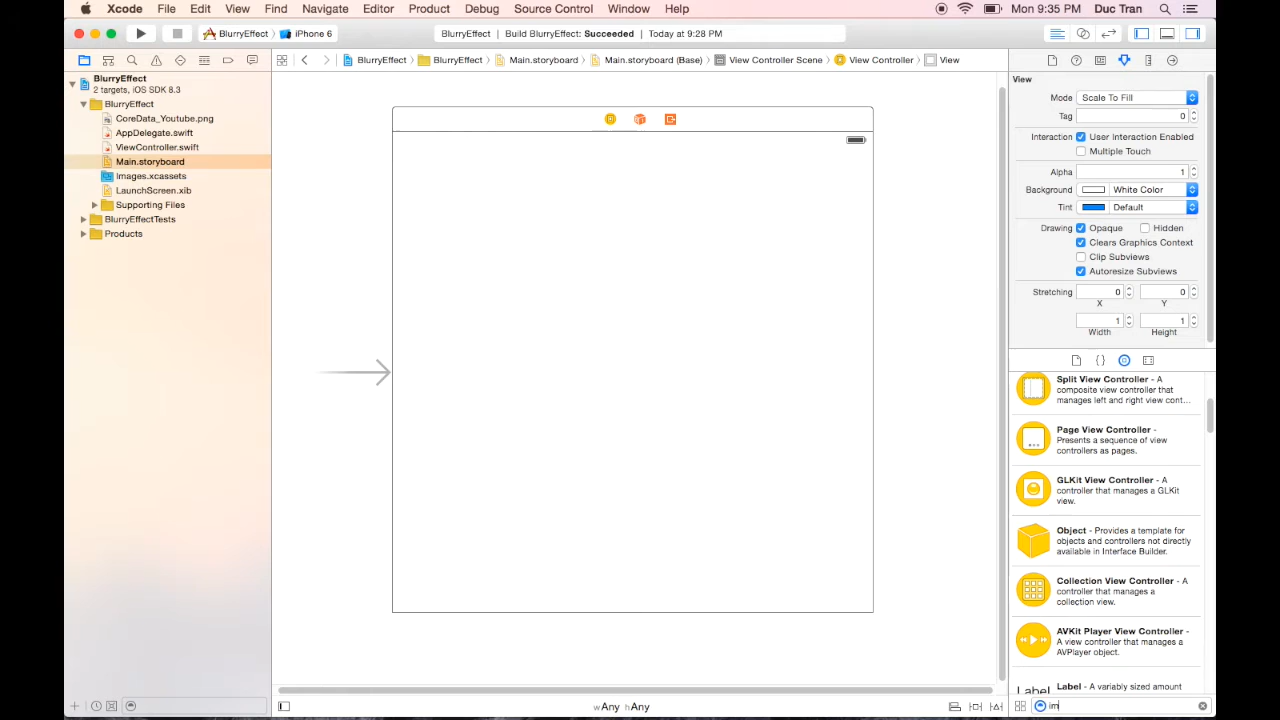 Xcode File Edit View Find Navigate Editor Product Debug Source Control Window Help Mon 9:35 PM Duc Tran
BlurryEffect iPhone 6 BlurryEffect Build BlurryEffect: Succeeded Today at 9:28 PM
BlurryEffect BlurryEffect Main.storyboard Main.storyboard (Base) View Controller Scene View Controller View
BlurryEffect
2 targets, iOS SDK 8.3
BlurryEffect
CoreData_Youtube.png
AppDelegate.swift
ViewController.swift
Main.storyboard
Images.xcassets
LaunchScreen.xib
Supporting Files
BlurryEffectTests
Products
View
Mode Scale To Fill
Tag 0
Interaction User Interaction Enabled
Multiple Touch
Alpha 1
Background White Color
Tint Default
Drawing Opaque Hidden
Clears Graphics Context
Clip Subviews
Autoresize Subviews
Stretching 0 0
X Y
1 1
Width Height
Split View Controller - A
composite view controller that
manages left and right view cont...
Page View Controller -
Presents a sequence of view
controllers as pages.
GLKit View Controller - A
controller that manages a GLKit
view.
Object - Provides a template for
objects and controllers not directly
available in Interface Builder.
Collection View Controller - A
controller that manages a
collection view.
AVKit Player View Controller -
A view controller that manages a
AVPlayer object.
Label Label - A variably sized amount
wAny hAny
im